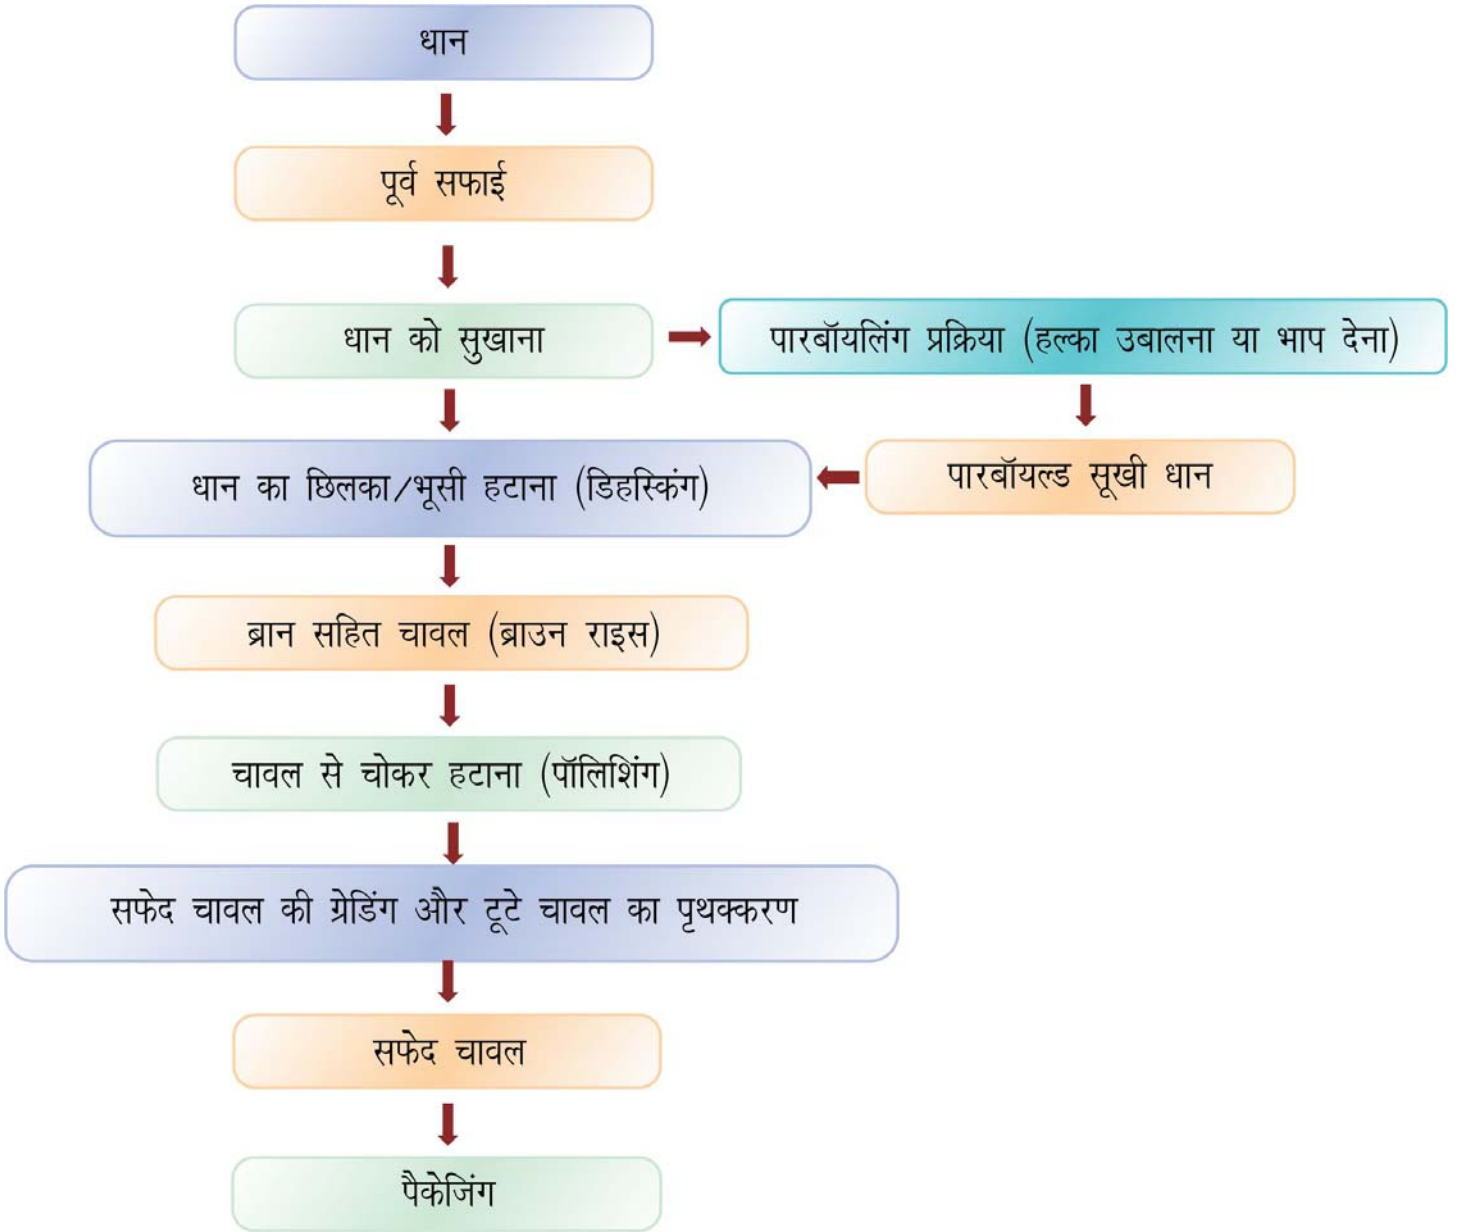 धान
पूर्व सफाई
धान को सुखाना
पारबॉयलिंग प्रक्रिया (हल्का उबालना या भाप देना)
धान का छिलका/भूसी हटाना (डिहस्किंग)
पारबॉयल्ड सूखी धान
ब्रान सहित चावल (ब्राउन राइस)
चावल से चोकर हटाना (पॉलिशिंग)
सफेद चावल की ग्रेडिंग और टूटे चावल का पृथक्करण
सफेद चावल
पैकेजिंग